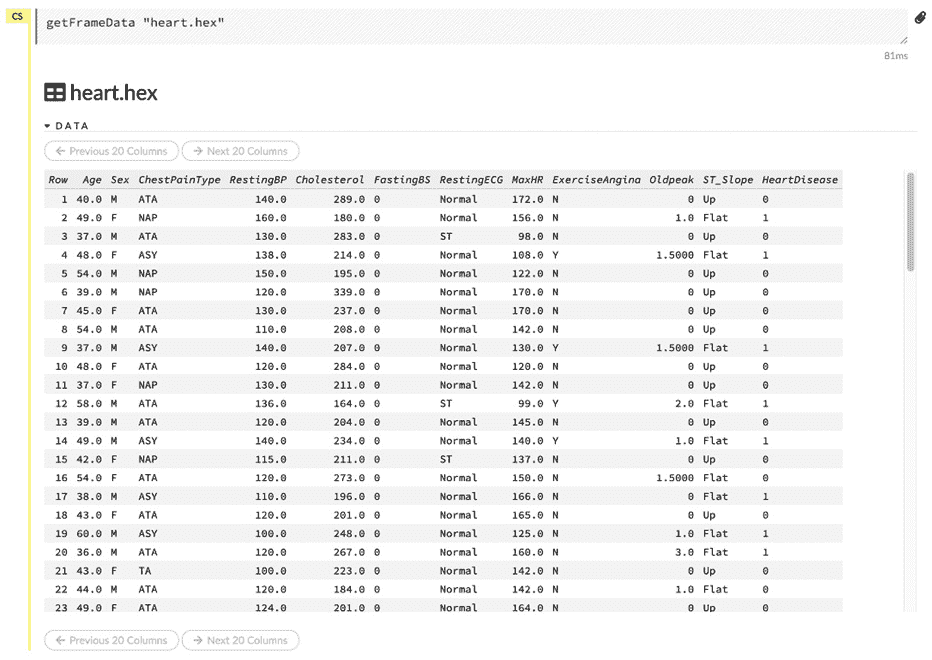 CS
getFrameData "heart.hex"
81ms
heart.hex
DATA
← Previous 20 Columns → Next 20 Columns
Row Age Sex ChestPainType RestingBP Cholesterol FastingBS RestingECG MaxHR ExerciseAngina Oldpeak ST_Slope HeartDisease
1 40.0 M ATA 140.0 289.0 0 Normal 172.0 N 0 Up 0
2 49.0 F NAP 160.0 180.0 0 Normal 156.0 N 1.0 Flat 1
3 37.0 M ATA 130.0 283.0 0 ST 98.0 N 0 Up 0
4 48.0 F ASY 138.0 214.0 0 Normal 108.0 Y 1.5000 Flat 1
5 54.0 M NAP 150.0 195.0 0 Normal 122.0 N 0 Up 0
6 39.0 M NAP 120.0 339.0 0 Normal 170.0 N 0 Up 0
7 45.0 F ATA 130.0 237.0 0 Normal 170.0 N 0 Up 0
8 54.0 M ATA 110.0 208.0 0 Normal 142.0 N 0 Up 0
9 37.0 M ASY 140.0 207.0 0 Normal 130.0 Y 1.5000 Flat 1
10 48.0 F ATA 120.0 284.0 0 Normal 120.0 N 0 Up 0
11 37.0 F NAP 130.0 211.0 0 Normal 142.0 N 0 Up 0
12 58.0 M ATA 136.0 164.0 0 ST 99.0 Y 2.0 Flat 1
13 39.0 M ATA 120.0 204.0 0 Normal 145.0 N 0 Up 0
14 49.0 M ASY 140.0 234.0 0 Normal 140.0 Y 1.0 Flat 1
15 42.0 F NAP 115.0 211.0 0 ST 137.0 N 0 Up 0
16 54.0 F ATA 120.0 273.0 0 Normal 150.0 N 1.5000 Flat 0
17 38.0 M ASY 110.0 196.0 0 Normal 166.0 N 0 Flat 1
18 43.0 F ATA 120.0 201.0 0 Normal 165.0 N 0 Up 0
19 60.0 M ASY 100.0 248.0 0 Normal 125.0 N 1.0 Flat 1
20 36.0 M ATA 120.0 267.0 0 Normal 160.0 N 3.0 Flat 1
21 43.0 F TA 100.0 223.0 0 Normal 142.0 N 0 Up 0
22 44.0 M ATA 120.0 184.0 0 Normal 142.0 N 1.0 Flat 0
23 49.0 F ATA 124.0 201.0 0 Normal 164.0 N 0 Up 0
← Previous 20 Columns → Next 20 Columns